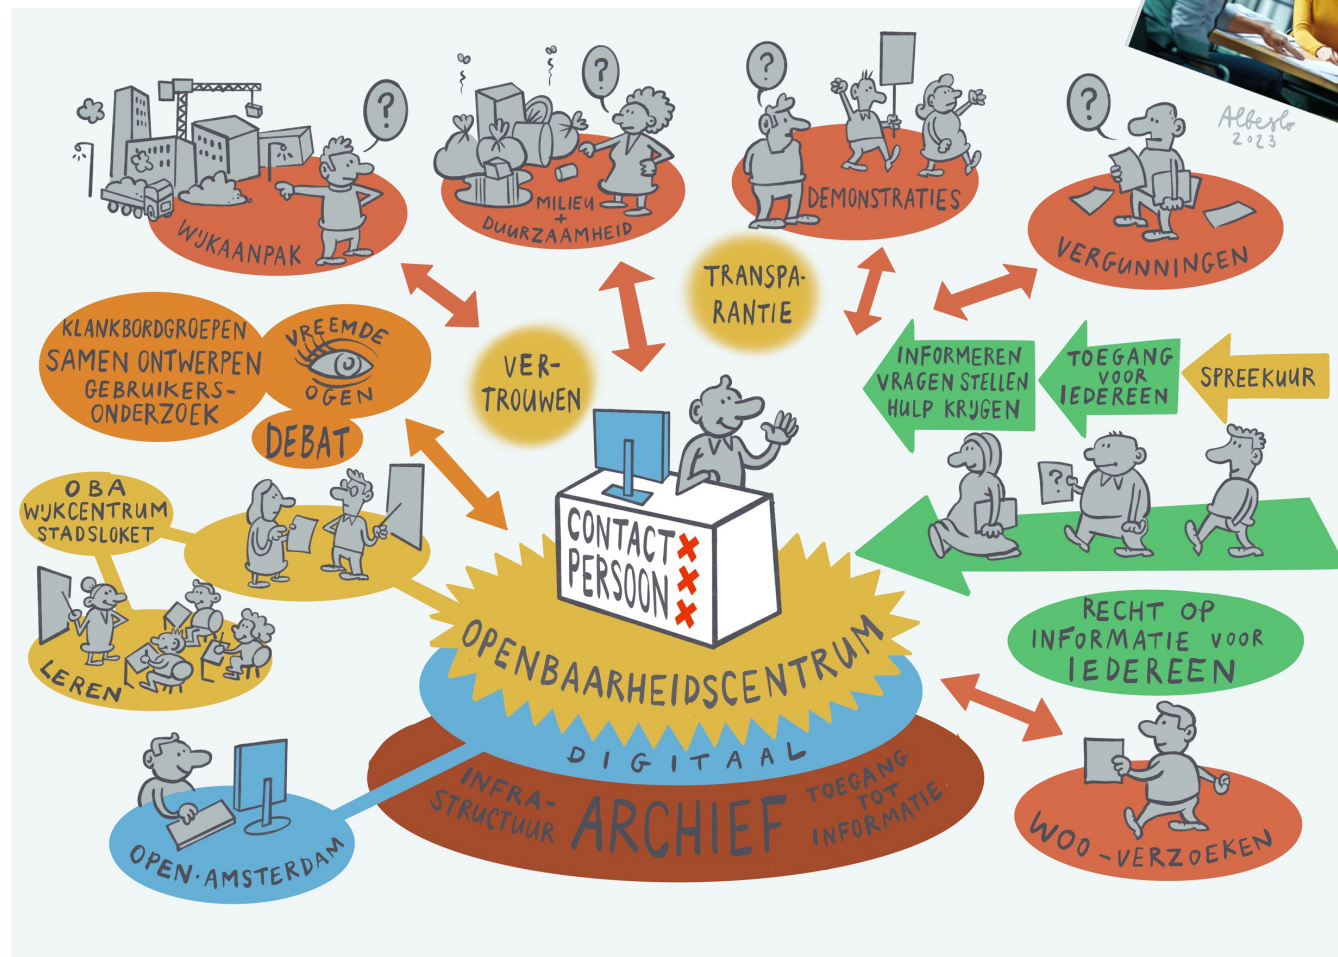 ?
?
?
?
Albeslo
2023
WIJKAANPAK
MILIEU
+
DUURZAAMHEID
DEMONSTRATIES
VERGUNNINGEN
TRANSPA-
RANTIE
VER-
TROUWEN
KLANKBORDGROEPEN
SAMEN ONTWERPEN
GEBRUIKERS-
ONDERZOEK
VREEMDE
OGEN
DEBAT
INFORMEREN
VRAGEN STELLEN
HULP KRIJGEN
TOEGANG
VOOR
IEDEREEN
SPREEKUUR
?
OBA
WIJKCENTRUM
STADSLOKET
LEREN
CONTACT
PERSOON
XXX
OPENBAARHEIDSCENTRUM
DIGITAAL
INFRA-
STRUCTUUR
ARCHIEF
TOEGANG
TOT
INFORMATIE
RECHT OP
INFORMATIE VOOR
IEDEREEN
WOO-VERZOEKEN
OPEN·AMSTERDAM